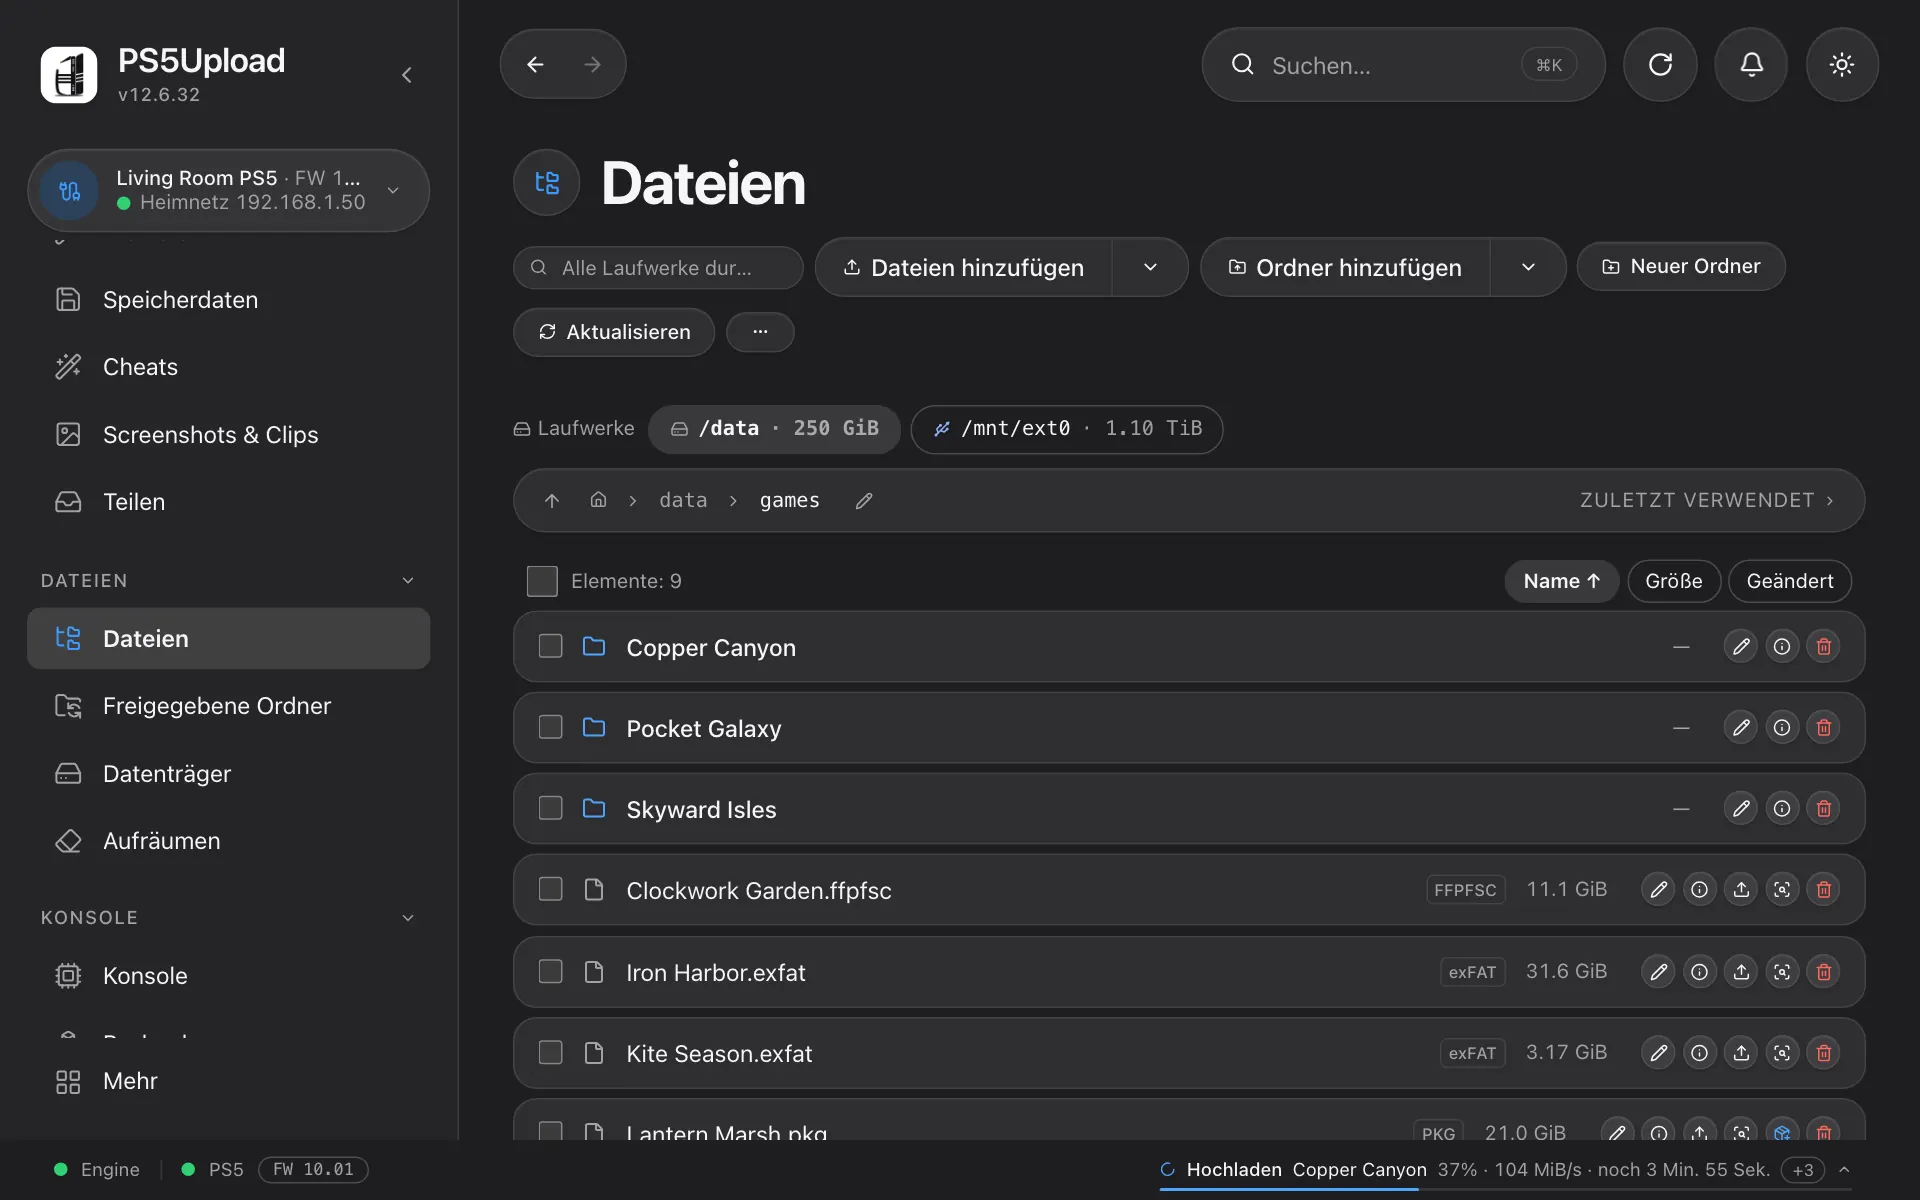 PS5Upload
v12.6.32
Living Room PS5 · FW 1...
Heimnetz 192.168.1.50
Speicherdaten
Cheats
Screenshots & Clips
Teilen
DATEIEN
Dateien
Freigegebene Ordner
Datenträger
Aufräumen
KONSOLE
Konsole
Mehr
Suchen... ⌘K
Dateien
Alle Laufwerke dur...
Dateien hinzufügen
Ordner hinzufügen
Neuer Ordner
Aktualisieren
···
Laufwerke /data · 250 GiB /mnt/ext0 · 1.10 TiB
data › games ZULETZT VERWENDET ›
Elemente: 9 Name ↑ Größe Geändert
Copper Canyon —
Pocket Galaxy —
Skyward Isles —
Clockwork Garden.ffpfsc FFPFSC 11.1 GiB
Iron Harbor.exfat exFAT 31.6 GiB
Kite Season.exfat exFAT 3.17 GiB
Lantern Marsh.pkg PKG 21.0 GiB
Engine PS5 FW 10.01
Hochladen Copper Canyon 37% · 104 MiB/s · noch 3 Min. 55 Sek. +3